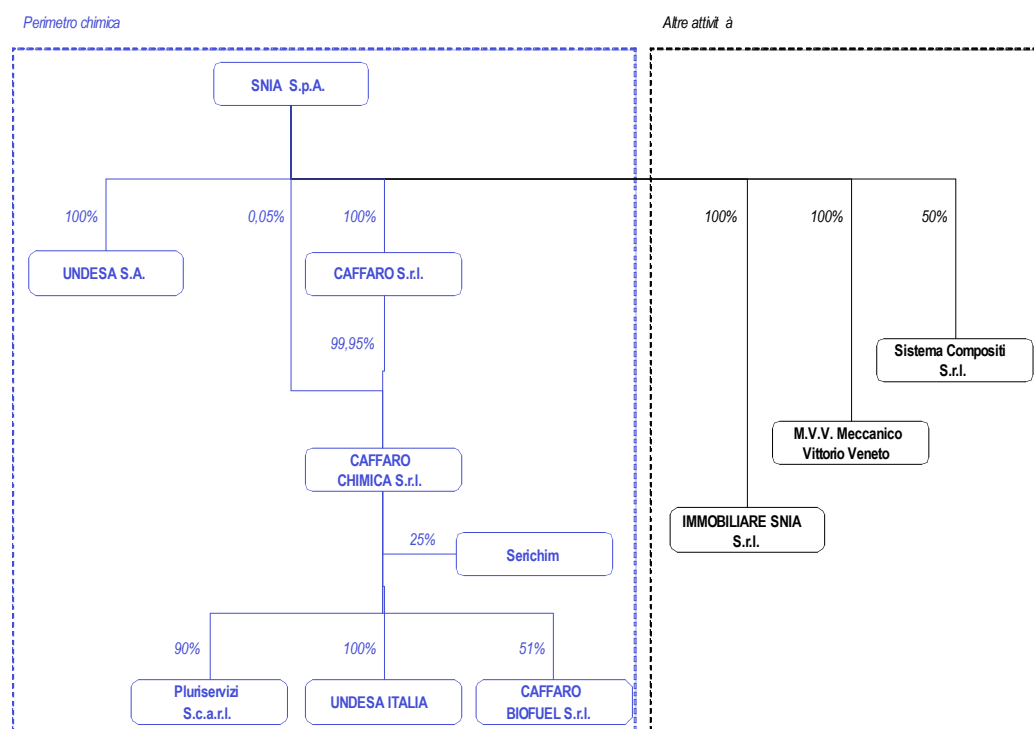 Perimetro chimica
Altre attivit à
SNIA S.p.A.
100%
0,05%
100%
100%
100%
50%
UNDESA S.A.
CAFFARO S.r.l.
99,95%
Sistema Compositi
S.r.l.
M.V.V. Meccanico
Vittorio Veneto
CAFFARO
CHIMICA S.r.l.
IMMOBILIARE SNIA
S.r.l.
25%
Serichim
90%
100%
51%
Pluriservizi
S.c.a.r.l.
UNDESA ITALIA
CAFFARO
BIOFUEL S.r.l.